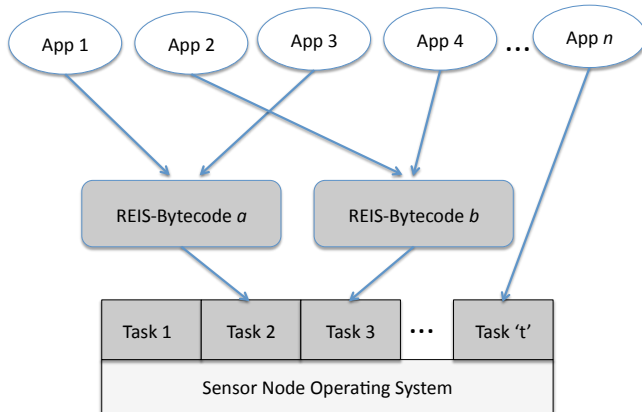 App 1
App 2
App 3
App 4
...
App n
REIS-Bytecode a
REIS-Bytecode b
Task 1
Task 2
Task 3
...
Task ‘t’
Sensor Node Operating System